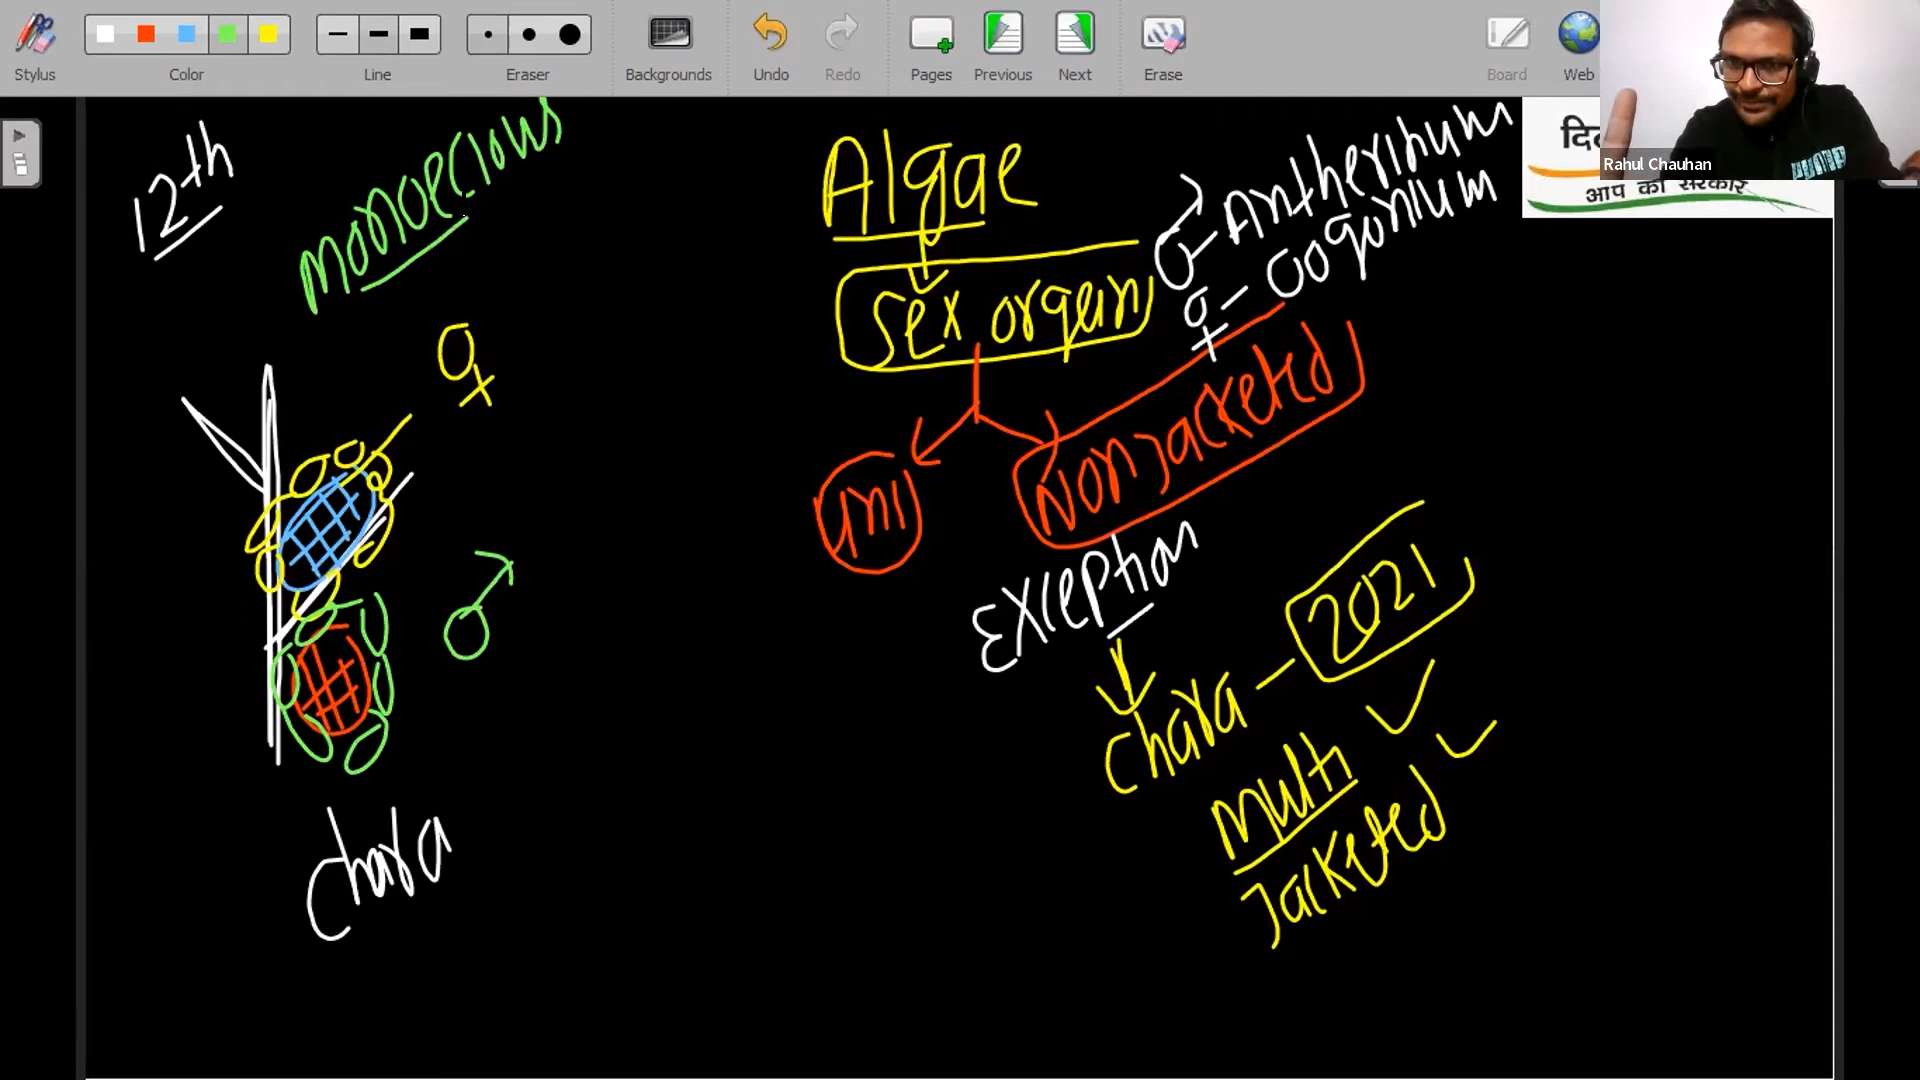 Stylus
Color
Line
Eraser
Backgrounds
Undo
Redo
Pages
Previous
Next
Erase
Board
Web
Rahul Chauhan
आप की सरकार
12th
monoecious
Algae
Sex organ
♂ - Antheridium
♀ - Oogonium
uni
Non Jacketed
Exception
Chara - 2021
Multi
Jacketed
♀
♂
Chara